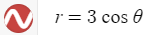 r = 3 cos θ